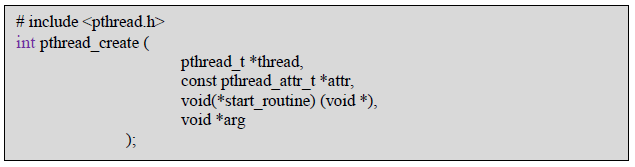 # include <pthread.h>
int pthread_create (
pthread_t *thread,
const pthread_attr_t *attr,
void(*start_routine) (void *),
void *arg
);